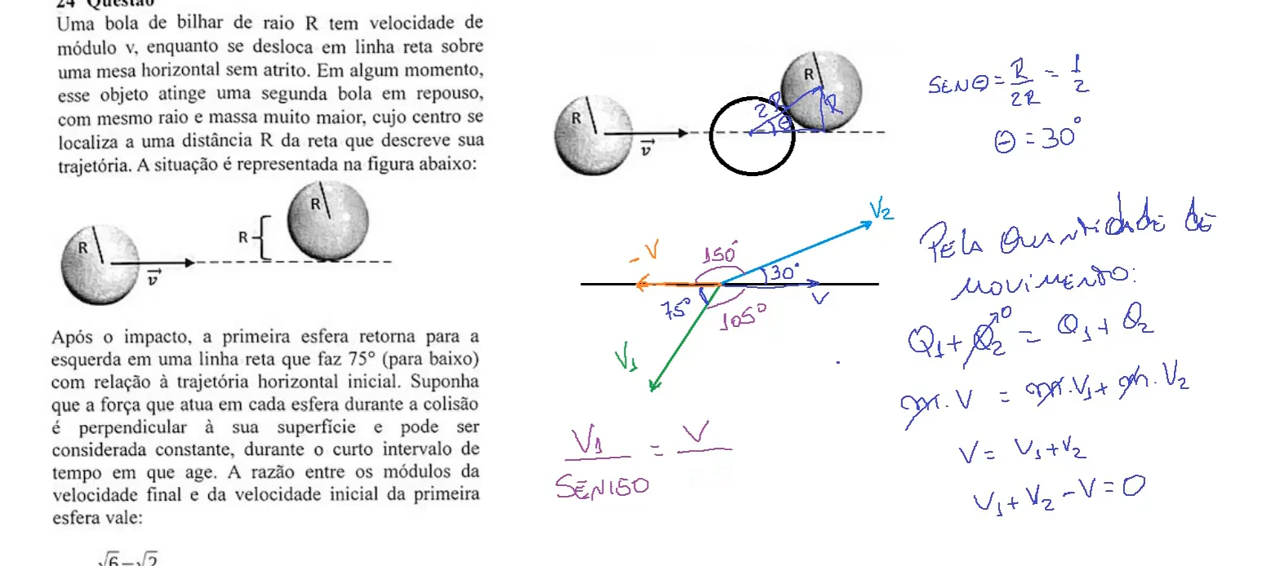 24ª Questão
Uma bola de bilhar de raio R tem velocidade de
módulo v, enquanto se desloca em linha reta sobre
uma mesa horizontal sem atrito. Em algum momento,
esse objeto atinge uma segunda bola em repouso,
com mesmo raio e massa muito maior, cujo centro se
localiza a uma distância R da reta que descreve sua
trajetória. A situação é representada na figura abaixo:
R
R
R
v
Após o impacto, a primeira esfera retorna para a
esquerda em uma linha reta que faz 75° (para baixo)
com relação à trajetória horizontal inicial. Suponha
que a força que atua em cada esfera durante a colisão
é perpendicular à sua superfície e pode ser
considerada constante, durante o curto intervalo de
tempo em que age. A razão entre os módulos da
velocidade final e da velocidade inicial da primeira
esfera vale:
√6 − √2
R
R
2R
R
θ
v
SENθ = R/2R = 1/2
θ = 30°
V2
-V
150°
30°
V
75°
105°
V1
V1/SEN150 = V
PELA QUANTIDADE DE
MOVIMENTO:
Q1 + Q2 0 = Q1 + Q2
m.V = m.V1 + m.V2
V = V1 + V2
V1 + V2 - V = 0